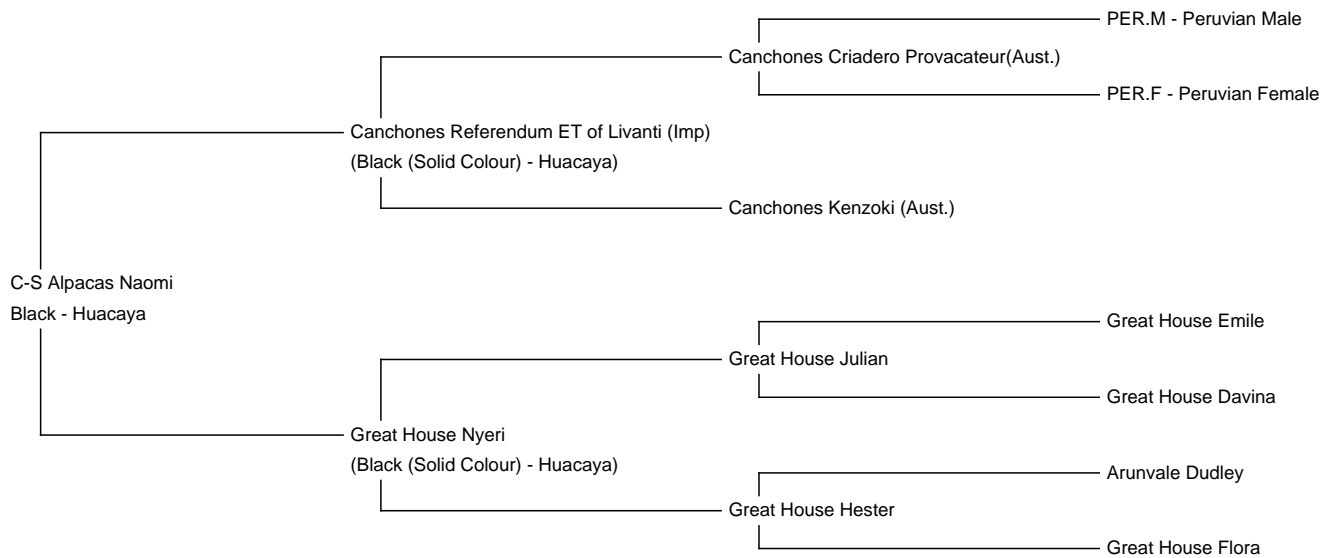 PER.M - Peruvian Male
Canchones Criadero Provacateur(Aust.)
PER.F - Peruvian Female
Canchones Referendum ET of Livanti (Imp)
(Black (Solid Colour) - Huacaya)
Canchones Kenzoki (Aust.)
C-S Alpacas Naomi
Black - Huacaya
Great House Emile
Great House Julian
Great House Davina
Great House Nyeri
(Black (Solid Colour) - Huacaya)
Arunvale Dudley
Great House Hester
Great House Flora